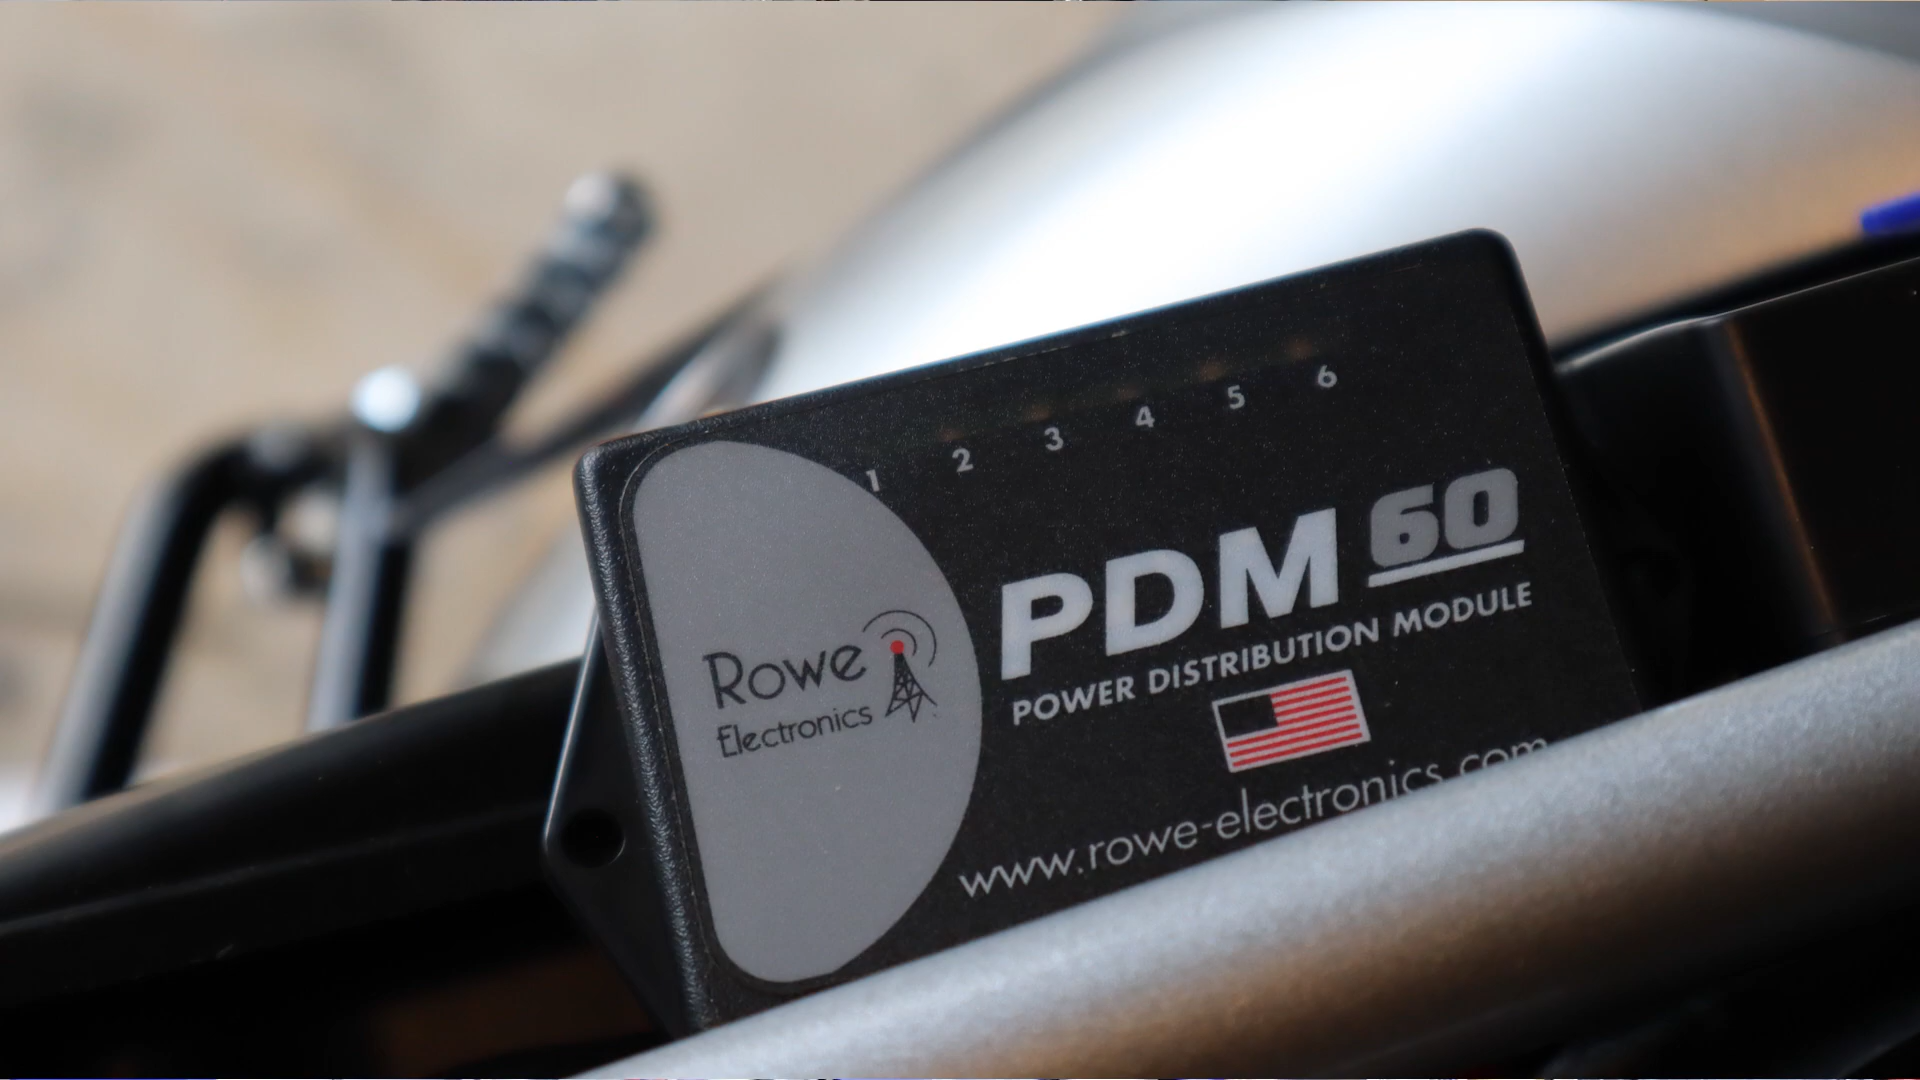 1 2 3 4 5 6
PDM 60
POWER DISTRIBUTION MODULE
Rowe
Electronics
www.rowe-electronics.com